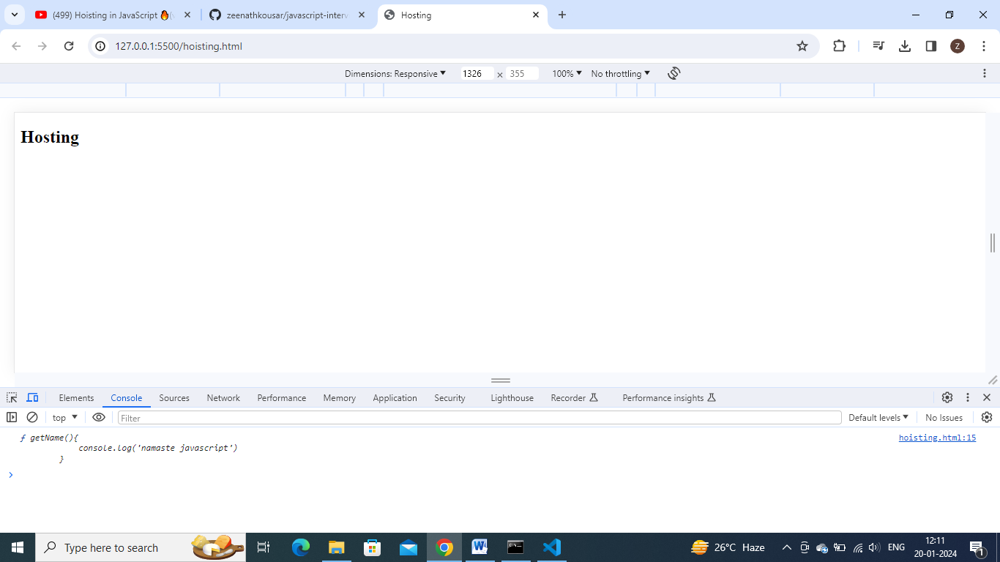 (499) Hoisting in JavaScript 🔥(v
zeenathkousar/javascript-interv
Hosting
127.0.0.1:5500/hoisting.html
Z
Dimensions: Responsive 1326 × 355 100% No throttling
Hosting
Elements Console Sources Network Performance Memory Application Security Lighthouse Recorder Performance insights
top Filter Default levels No Issues
ƒ getName(){ hoisting.html:15
console.log('namaste javascript')
}
Type here to search
26°C Haze
ENG
12:11
20-01-2024
1